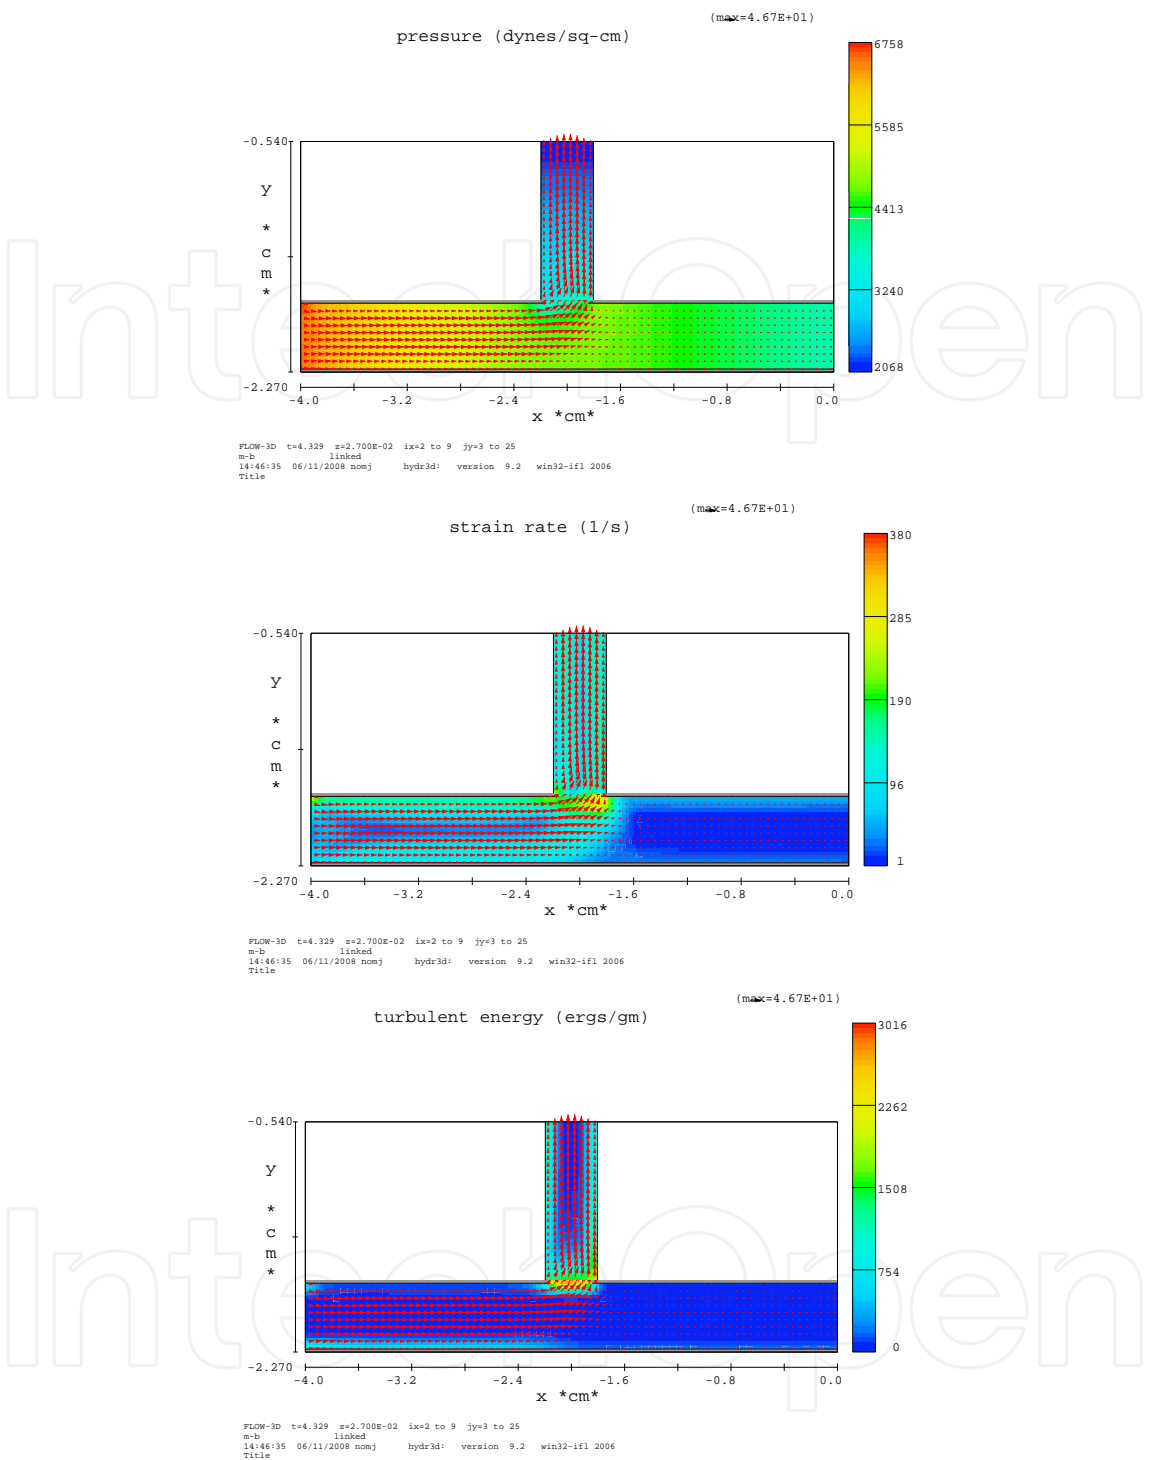 (max=4.67E+01)
pressure (dynes/sq-cm)
6758
5585
4413
3240
2068
-0.540
y
*
c
m
*
-2.270
-4.0 -3.2 -2.4 -1.6 -0.8 0.0
x *cm*
FLOW-3D t=4.329 z=2.700E-02 ix=2 to 9 jy=3 to 25
m-b linked
14:46:35 06/11/2008 nomj hydr3d: version 9.2 win32-ifl 2006
Title
(max=4.67E+01)
strain rate (1/s)
380
285
190
96
1
-0.540
y
*
c
m
*
-2.270
-4.0 -3.2 -2.4 -1.6 -0.8 0.0
x *cm*
FLOW-3D t=4.329 z=2.700E-02 ix=2 to 9 jy=3 to 25
m-b linked
14:46:35 06/11/2008 nomj hydr3d: version 9.2 win32-ifl 2006
Title
(max=4.67E+01)
turbulent energy (ergs/gm)
3016
2262
1508
754
0
-0.540
y
*
c
m
*
-2.270
-4.0 -3.2 -2.4 -1.6 -0.8 0.0
x *cm*
FLOW-3D t=4.329 z=2.700E-02 ix=2 to 9 jy=3 to 25
m-b linked
14:46:35 06/11/2008 nomj hydr3d: version 9.2 win32-ifl 2006
Title
IntechOpen
IntechOpen